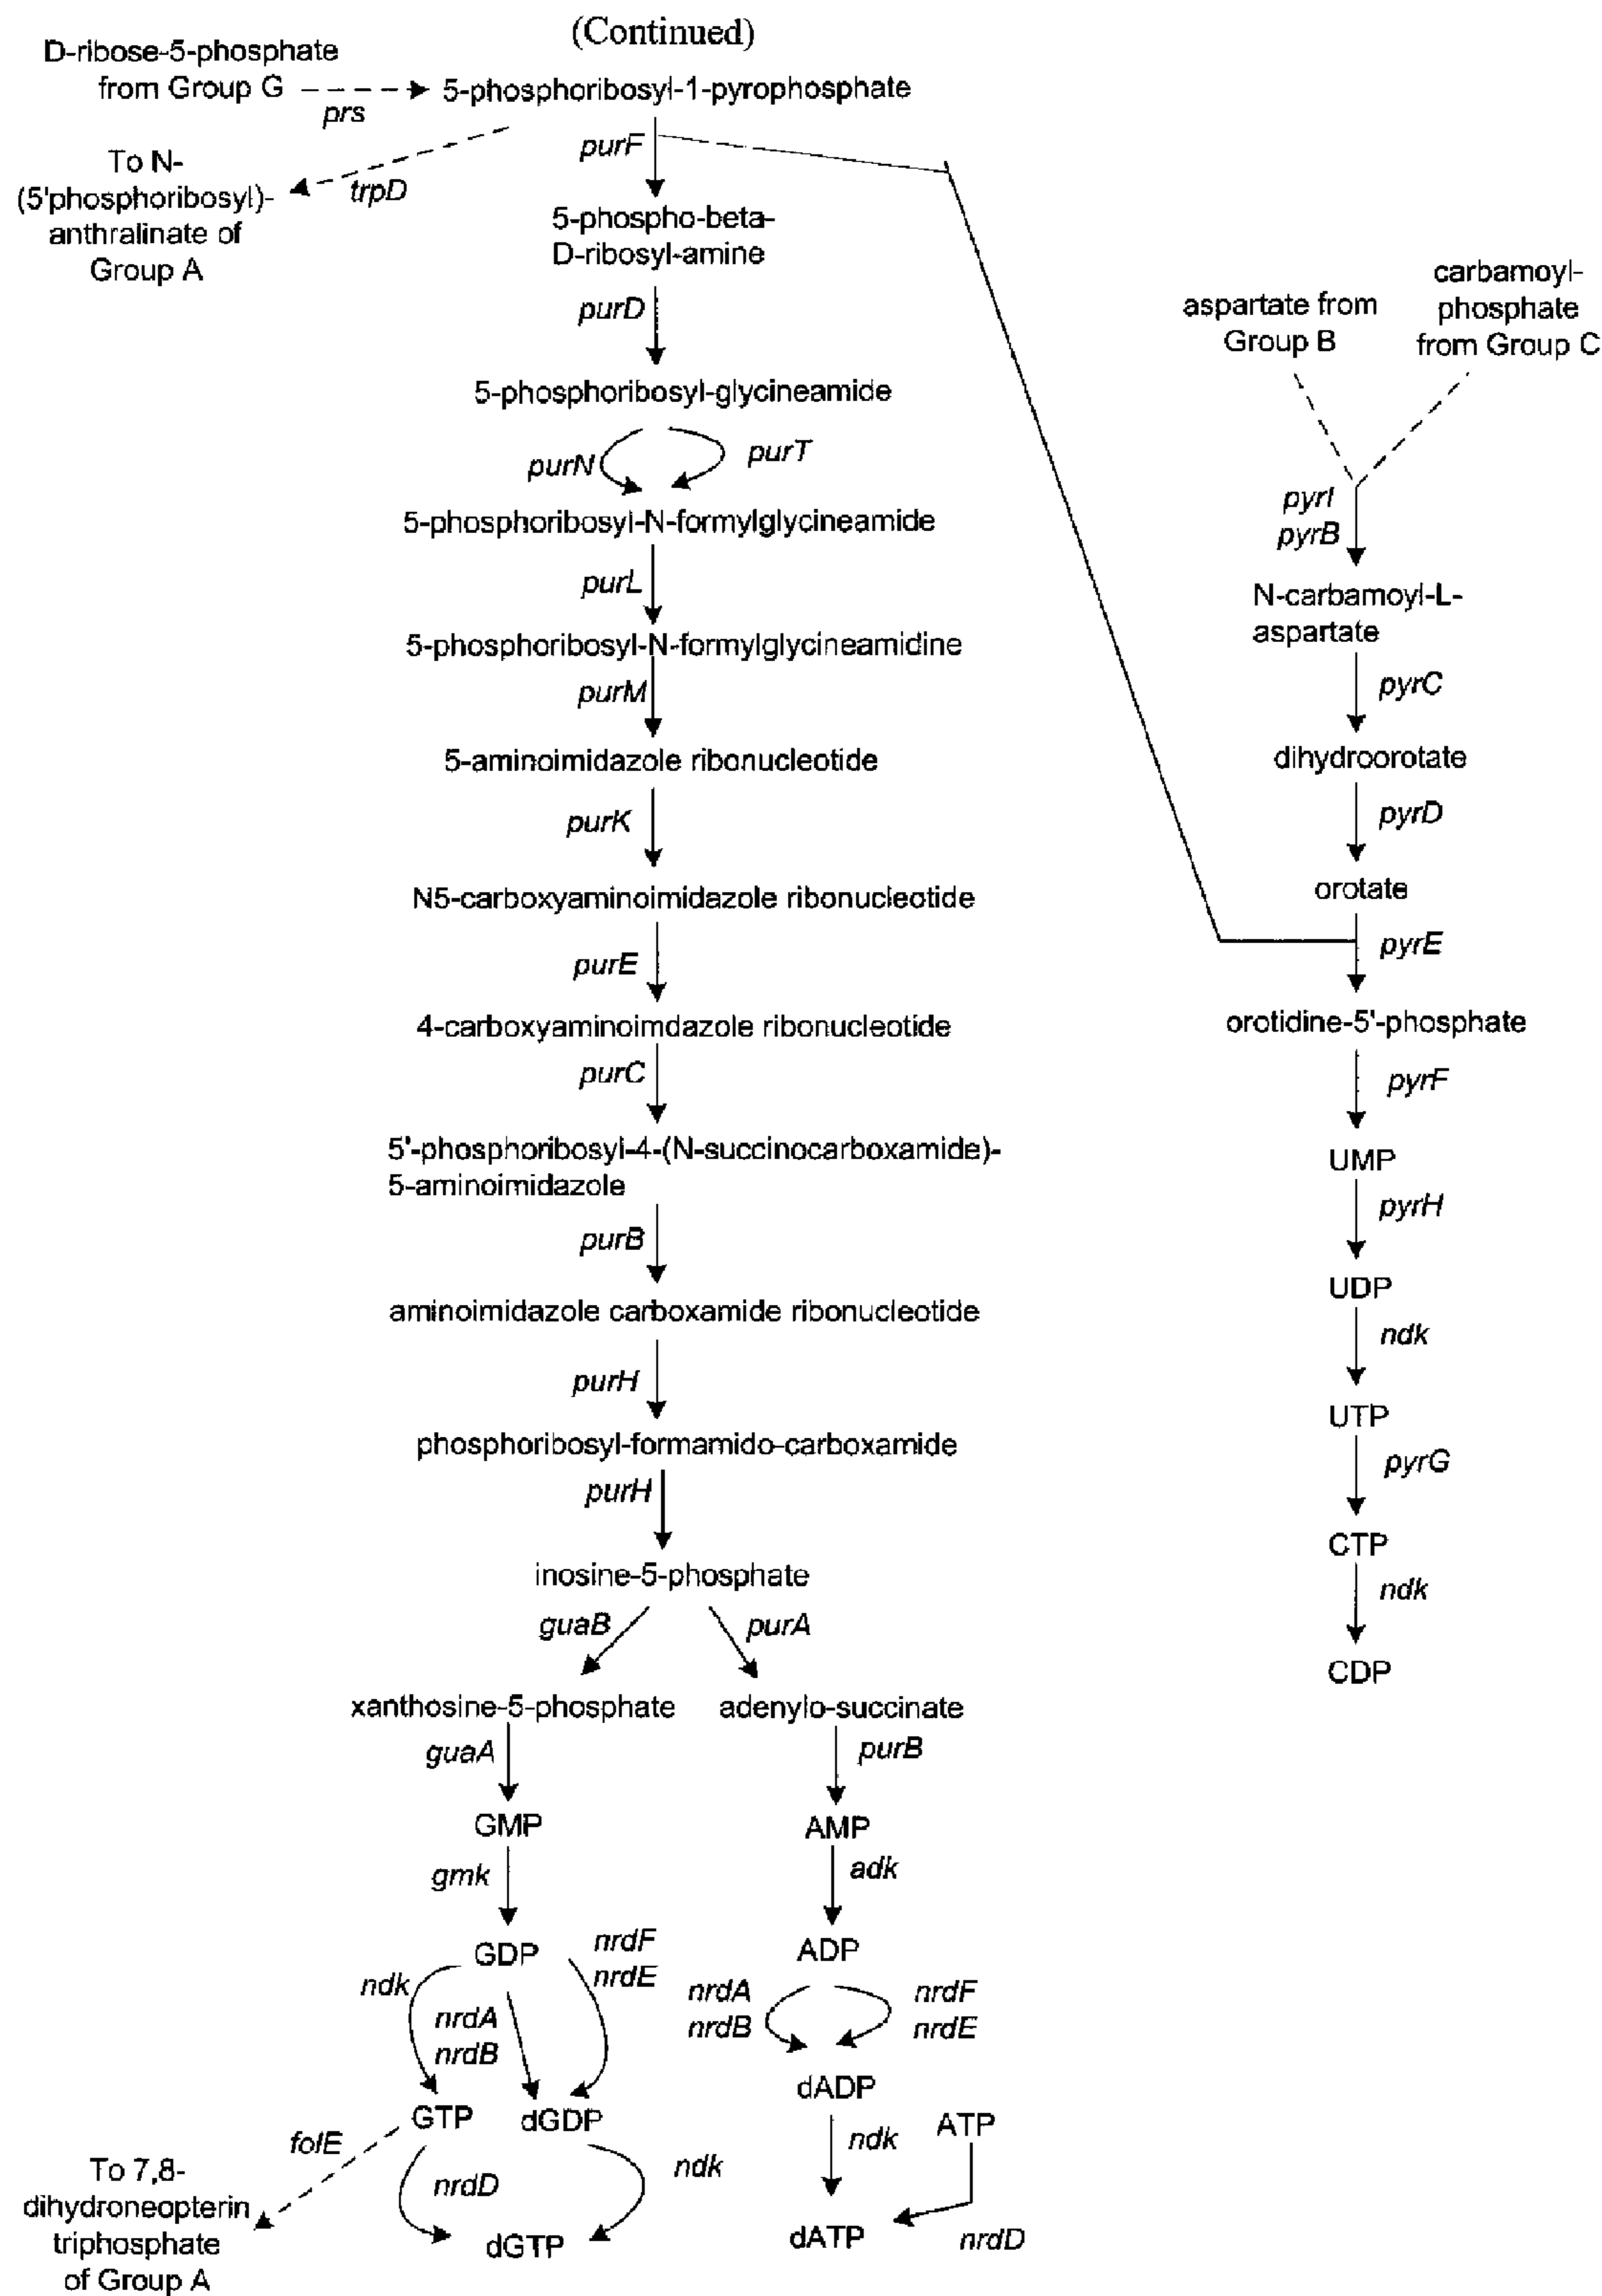 (Continued)
D-ribose-5-phosphate
from Group G
prs
5-phosphoribosyl-1-pyrophosphate
To N-
(5'phosphoribosyl)-
anthralinate of
Group A
trpD
purF
5-phospho-beta-
D-ribosyl-amine
purD
5-phosphoribosyl-glycineamide
purN
purT
5-phosphoribosyl-N-formylglycineamide
purL
5-phosphoribosyl-N-formylglycineamidine
purM
5-aminoimidazole ribonucleotide
purK
N5-carboxyaminoimidazole ribonucleotide
purE
4-carboxyaminoimdazole ribonucleotide
purC
5'-phosphoribosyl-4-(N-succinocarboxamide)-
5-aminoimidazole
purB
aminoimidazole carboxamide ribonucleotide
purH
phosphoribosyl-formamido-carboxamide
purH
inosine-5-phosphate
guaB
purA
xanthosine-5-phosphate
adenylo-succinate
guaA
purB
GMP
AMP
gmk
adk
GDP
ADP
ndk
nrdA
nrdB
nrdF
nrdE
nrdA
nrdB
nrdF
nrdE
GTP
dGDP
dADP
ATP
folE
To 7,8-
dihydroneopterin
triphosphate
of Group A
nrdD
ndk
ndk
nrdD
dGTP
dATP
aspartate from
Group B
carbamoyl-
phosphate
from Group C
pyrI
pyrB
N-carbamoyl-L-
aspartate
pyrC
dihydroorotate
pyrD
orotate
pyrE
orotidine-5'-phosphate
pyrF
UMP
pyrH
UDP
ndk
UTP
pyrG
CTP
ndk
CDP